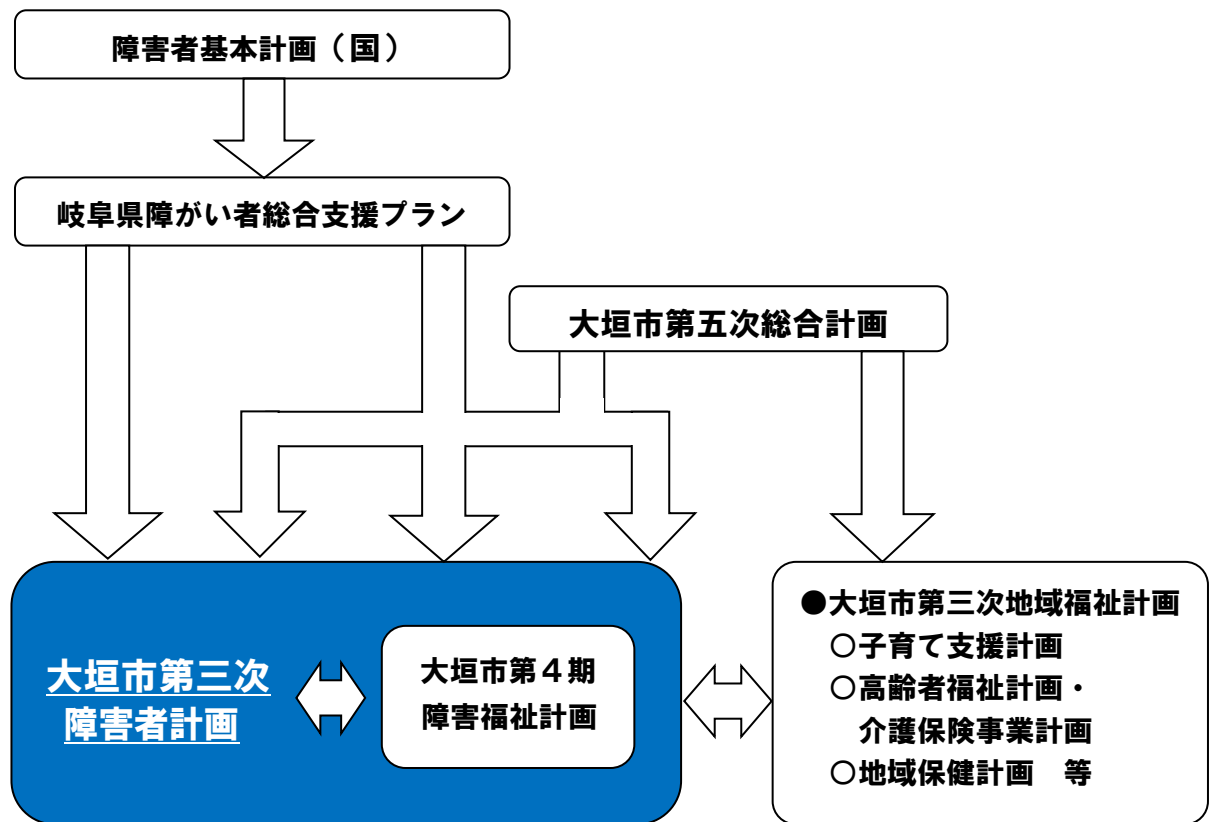 障害者基本計画（国）
岐阜県障がい者総合支援プラン
大垣市第五次総合計画
大垣市第三次
障害者計画
大垣市第４期
障害福祉計画
●大垣市第三次地域福祉計画
○子育て支援計画
○高齢者福祉計画・
介護保険事業計画
○地域保健計画　等